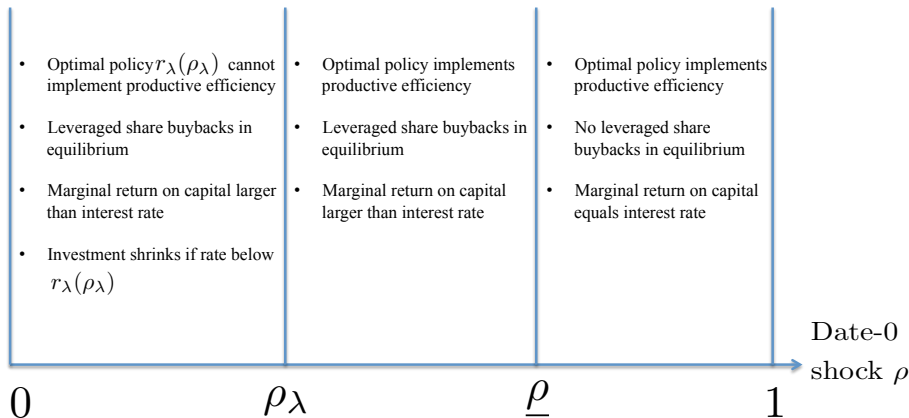 • Optimal policy r_λ(ρ_λ) cannot
implement productive efficiency
• Leveraged share buybacks in
equilibrium
• Marginal return on capital larger
than interest rate
• Investment shrinks if rate below
r_λ(ρ_λ)
• Optimal policy implements
productive efficiency
• Leveraged share buybacks in
equilibrium
• Marginal return on capital
larger than interest rate
• Optimal policy implements
productive efficiency
• No leveraged share
buybacks in equilibrium
• Marginal return on capital
equals interest rate
Date-0
shock ρ
0 ρ_λ ρ̲ 1